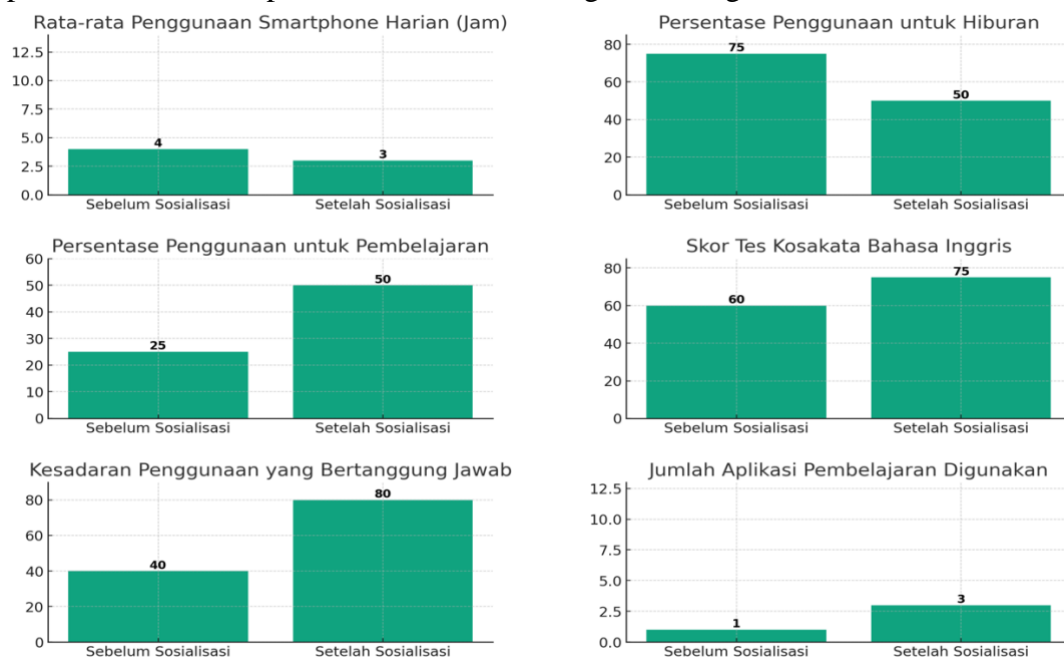 Rata-rata Penggunaan Smartphone Harian (Jam)
12.5
10.0
7.5
5.0
2.5
0.0
4
3
Sebelum Sosialisasi
Setelah Sosialisasi
Persentase Penggunaan untuk Hiburan
80
60
40
20
0
75
50
Sebelum Sosialisasi
Setelah Sosialisasi
Persentase Penggunaan untuk Pembelajaran
60
50
40
30
20
10
0
25
50
Sebelum Sosialisasi
Setelah Sosialisasi
Skor Tes Kosakata Bahasa Inggris
80
60
40
20
0
60
75
Sebelum Sosialisasi
Setelah Sosialisasi
Kesadaran Penggunaan yang Bertanggung Jawab
80
60
40
20
0
40
80
Sebelum Sosialisasi
Setelah Sosialisasi
Jumlah Aplikasi Pembelajaran Digunakan
12.5
10.0
7.5
5.0
2.5
0.0
1
3
Sebelum Sosialisasi
Setelah Sosialisasi